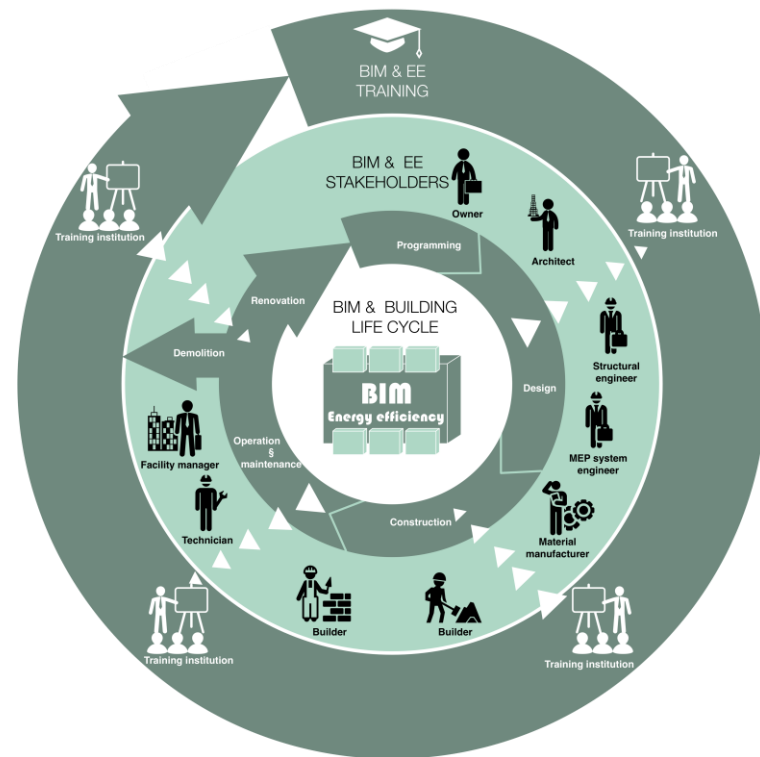 BIM & EE
TRAINING
BIM & EE
STAKEHOLDERS
Owner
Architect
Training institution
Training institution
Programming
Renovation
BIM & BUILDING
LIFE CYCLE
Demolition
BIM
Energy efficiency
Design
Structural
engineer
MEP system
engineer
Facility manager
Operation
§
maintenance
Construction
Technician
Material
manufacturer
Builder
Builder
Training institution
Training institution